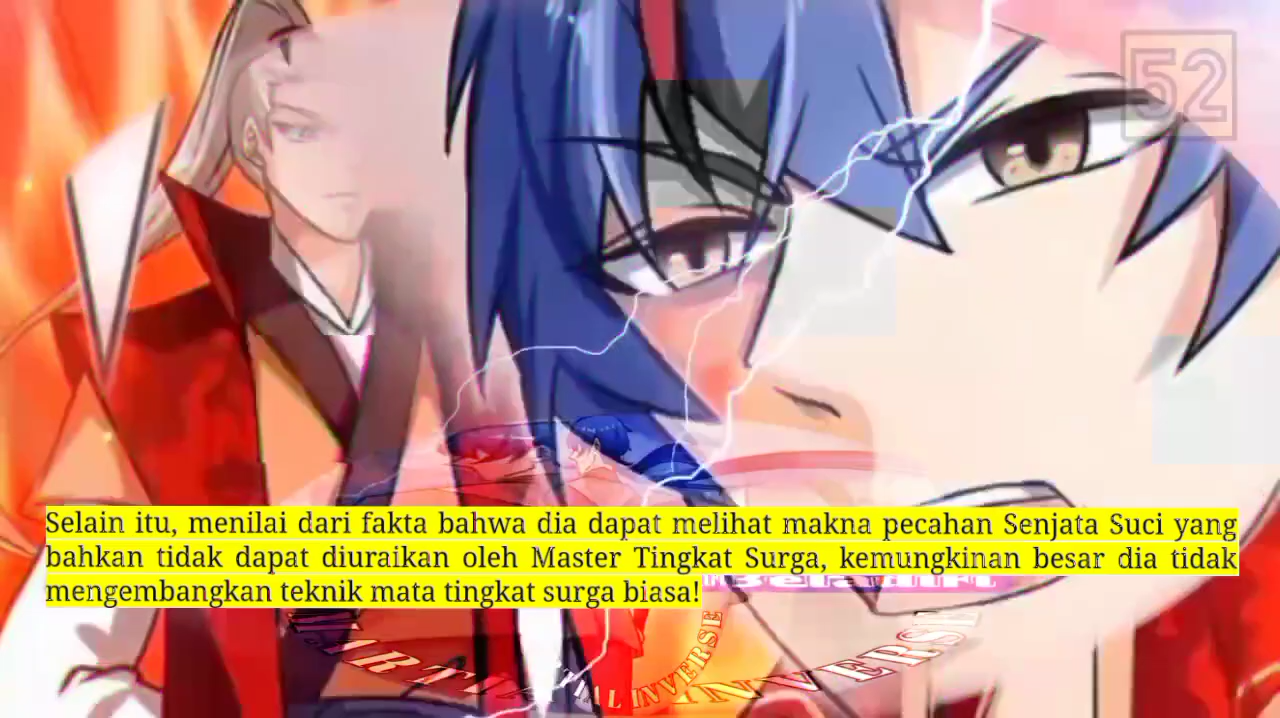 52
Selain itu, menilai dari fakta bahwa dia dapat melihat makna pecahan Senjata Suci yang
bahkan tidak dapat diuraikan oleh Master Tingkat Surga, kemungkinan besar dia tidak
mengembangkan teknik mata tingkat surga biasa!
INVERSE